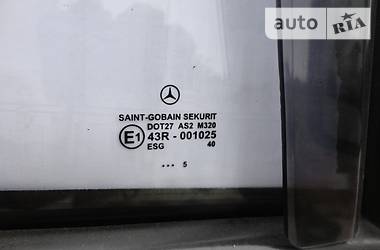 auto RIA
SAINT-GOBAIN SEKURIT
DOT27 AS2 M320
E1 43R - 001025
ESG 40
... 5